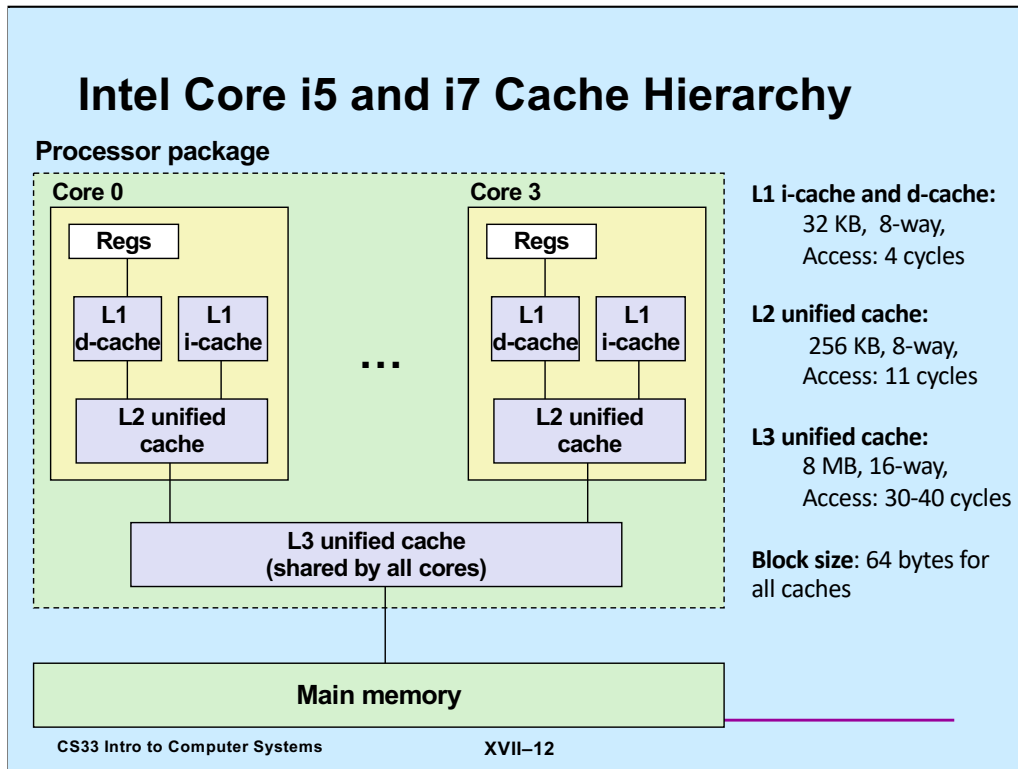 Intel Core i5 and i7 Cache Hierarchy
Processor package
Core 0
Regs
L1
d-cache
L1
i-cache
L2 unified
cache
...
Core 3
Regs
L1
d-cache
L1
i-cache
L2 unified
cache
L3 unified cache
(shared by all cores)
Main memory
L1 i-cache and d-cache:
32 KB, 8-way,
Access: 4 cycles
L2 unified cache:
256 KB, 8-way,
Access: 11 cycles
L3 unified cache:
8 MB, 16-way,
Access: 30-40 cycles
Block size: 64 bytes for
all caches
CS33 Intro to Computer Systems
XVII–12